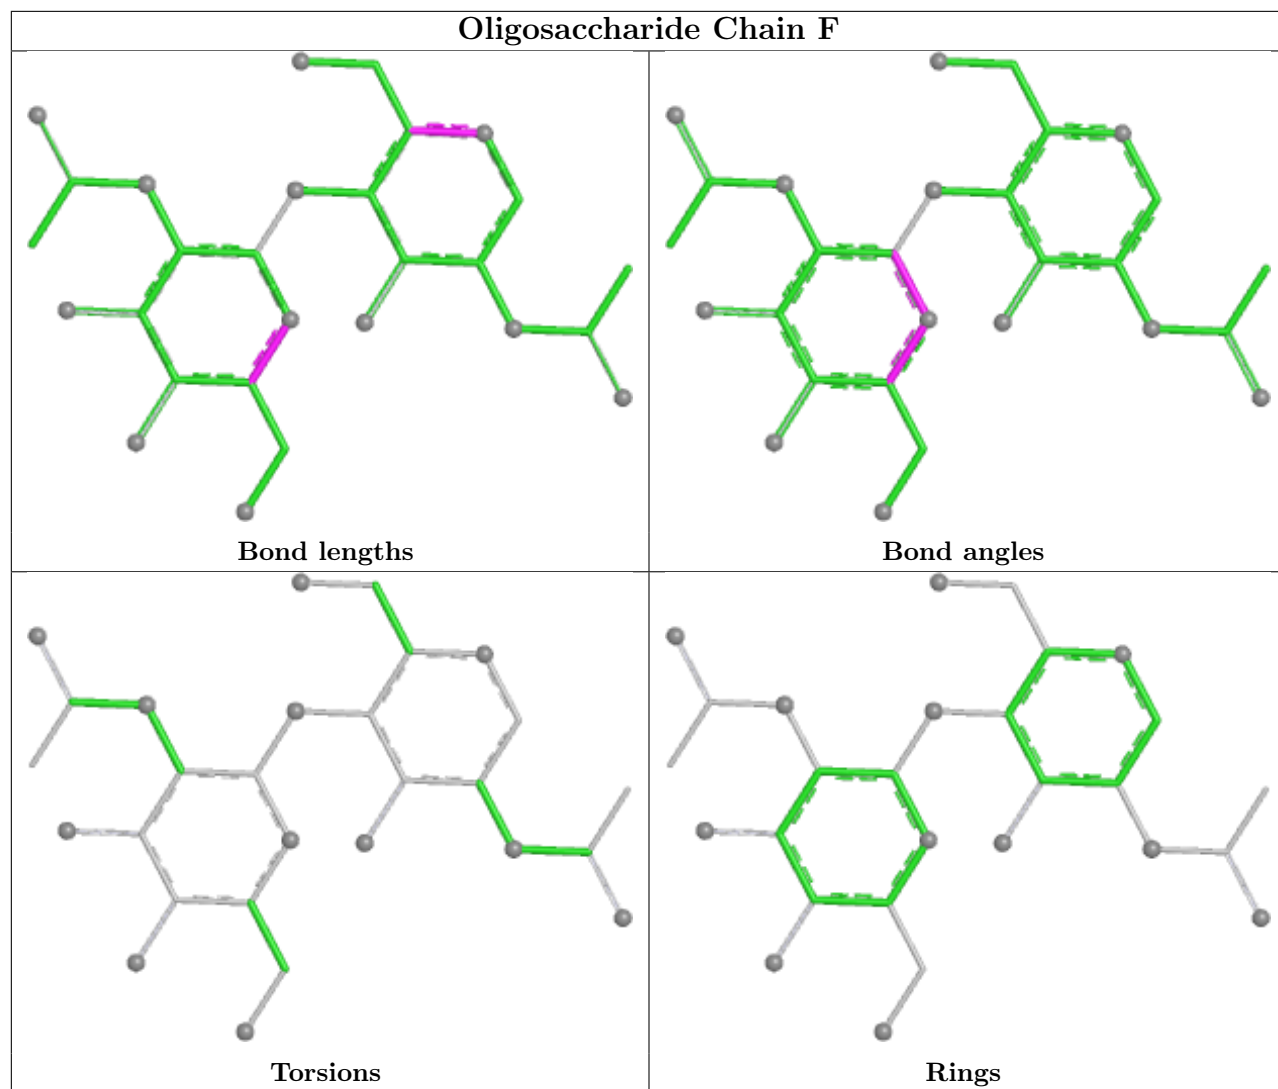 Oligosaccharide Chain F
Bond lengths
Bond angles
Torsions
Rings